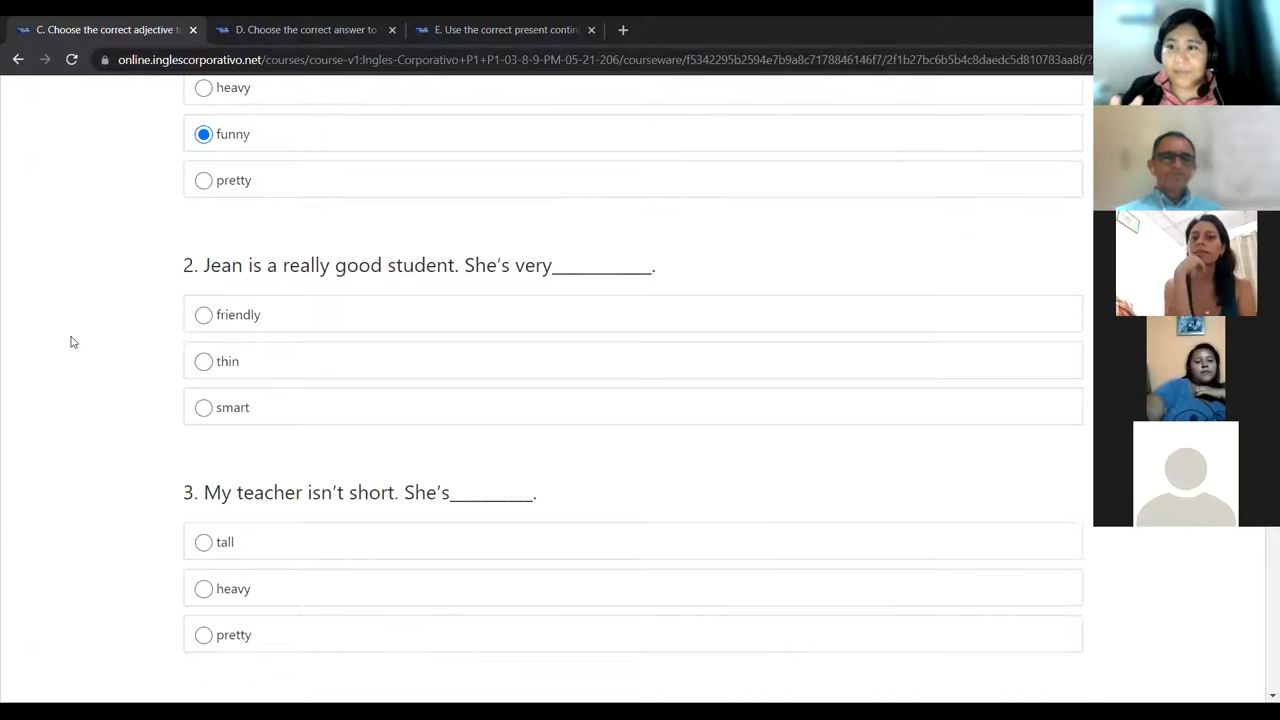 C. Choose the correct adjective t
D. Choose the correct answer to
E. Use the correct present contin
online.inglescorporativo.net/courses/course-v1:Ingles-Corporativo+P1+P1-03-8-9-PM-05-21-206/courseware/f5342295b2594e7b9a8c7178846146f7/2f1b27bc6b5b4c8daedc5d810783aa8f/?
heavy
funny
pretty
2. Jean is a really good student. She's very___________.
friendly
thin
smart
3. My teacher isn't short. She's_________.
tall
heavy
pretty